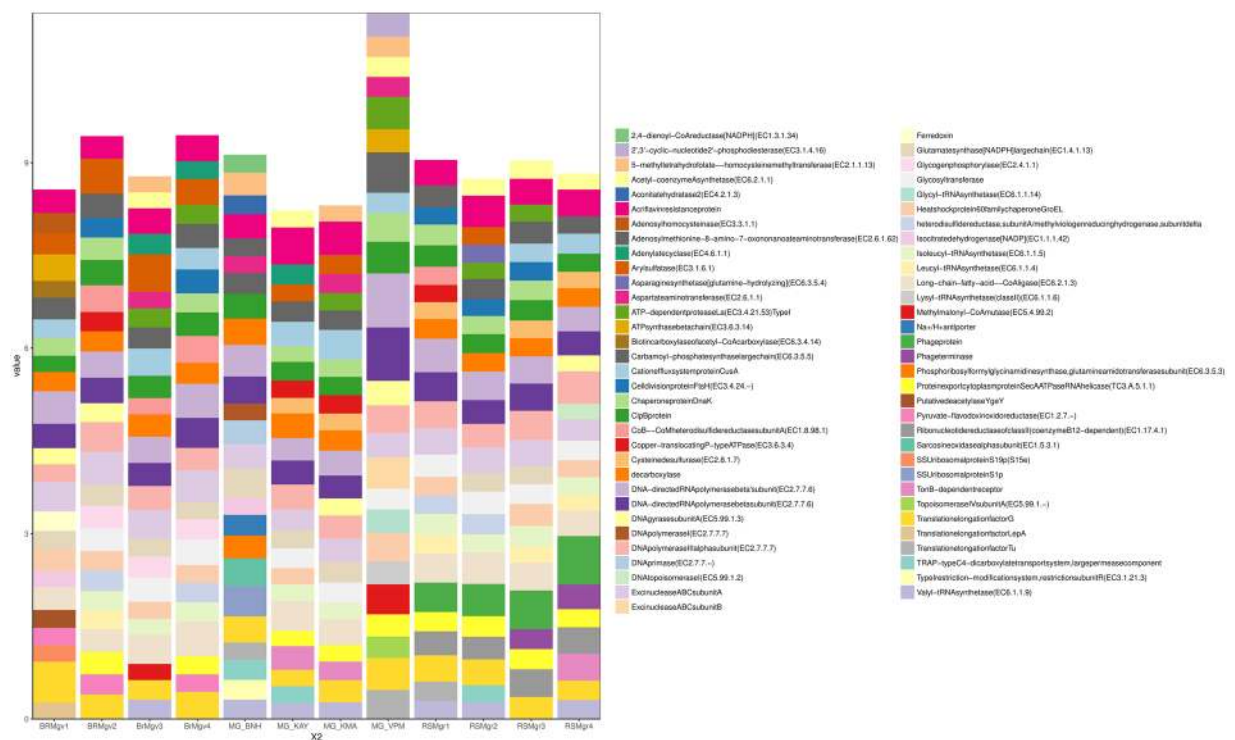 9
6
3
0
value
BRMgv1 BRMgv2 BrMgv3 BrMgv4 MG_BNH MG_KAY MG_KMA MG_VPM RSMgr1 RSMgr2 RSMgr3 RSMgr4
X2
2,4-dienoyl-CoAreductase[NADPH](EC1.3.1.34)
2',3'-cyclic-nucleotide2'-phosphodiesterase(EC3.1.4.16)
5-methyltetrahydrofolate--homocysteinemethyltransferase(EC2.1.1.13)
Acetyl-coenzymeAsynthetase(EC6.2.1.1)
Aconitatehydratase2(EC4.2.1.3)
Acriflavinresistanceprotein
Adenosylhomocysteinase(EC3.3.1.1)
Adenosylmethionine-8-amino-7-oxononanoateaminotransferase(EC2.6.1.62)
Adenylatecyclase(EC4.6.1.1)
Arylsulfatase(EC3.1.6.1)
Asparaginesynthetase[glutamine-hydrolyzing](EC6.3.5.4)
Aspartateaminotransferase(EC2.6.1.1)
ATP-dependentproteaseLa(EC3.4.21.53)TypeI
ATPsynthasebetachain(EC3.6.3.14)
Biotincarboxylaseofacetyl-CoAcarboxylase(EC6.3.4.14)
Carbamoyl-phosphatesynthaselargechain(EC6.3.5.5)
CationeffluxsystemproteinCusA
CelldivisionproteinFtsH(EC3.4.24.-)
ChaperoneproteinDnaK
ClpBprotein
CoB--CoMheterodisulfidereductasesubunitA(EC1.8.98.1)
Copper-translocatingP-typeATPase(EC3.6.3.4)
Cysteinedesulfurase(EC2.8.1.7)
decarboxylase
DNA-directedRNApolymerasebeta'subunit(EC2.7.7.6)
DNA-directedRNApolymerasebetasubunit(EC2.7.7.6)
DNAgyrasesubunitA(EC5.99.1.3)
DNApolymeraseI(EC2.7.7.7)
DNApolymeraseIIIalphasubunit(EC2.7.7.7)
DNAprimase(EC2.7.7.-)
DNAtopoisomeraseI(EC5.99.1.2)
ExcinucleaseABCsubunitA
ExcinucleaseABCsubunitB
Ferredoxin
Glutamatesynthase[NADPH]largechain(EC1.4.1.13)
Glycogenphosphorylase(EC2.4.1.1)
Glycosyltransferase
Glycyl-tRNAsynthetase(EC6.1.1.14)
Heatshockprotein60familychaperoneGroEL
heterodisulfidereductase,subunitA/methylviologenreducinghydrogenase,subunitdelta
Isocitratedehydrogenase[NADP](EC1.1.1.42)
Isoleucyl-tRNAsynthetase(EC6.1.1.5)
Leucyl-tRNAsynthetase(EC6.1.1.4)
Long-chain-fatty-acid--CoAligase(EC6.2.1.3)
Lysyl-tRNAsynthetase(classII)(EC6.1.1.6)
Methylmalonyl-CoAmutase(EC5.4.99.2)
Na+/H+antiporter
Phageprotein
Phageterminase
Phosphoribosylformylglycinamidinesynthase,glutamineamidotransferasesubunit(EC6.3.5.3)
ProteinexportcytoplasmproteinSecAATPaseRNAhelicase(TC3.A.5.1.1)
PutativedeacetylaseYgeY
Pyruvate-flavodoxinoxidoreductase(EC1.2.7.-)
RibonucleotidereductaseofclassII(coenzymeB12-dependent)(EC1.17.4.1)
Sarcosineoxidasealphasubunit(EC1.5.3.1)
SSUribosomalproteinS19p(S15e)
SSUribosomalproteinS1p
TonB-dependentreceptor
TopoisomeraseIVsubunitA(EC5.99.1.-)
TranslationelongationfactorG
TranslationelongationfactorLepA
TranslationelongationfactorTu
TRAP-typeC4-dicarboxylatetransportsystem,largepermeasecomponent
TypeIrestriction-modificationsystem,restrictionsubunitR(EC3.1.21.3)
Valyl-tRNAsynthetase(EC6.1.1.9)